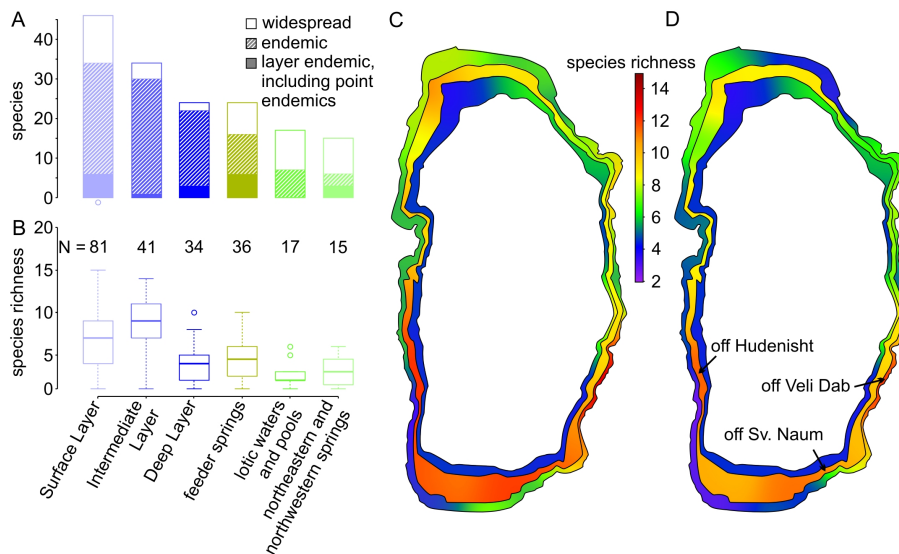 A
species
40
30
20
10
0
widespread
endemic
layer endemic,
including point
endemics
B
species richness
20
15
10
5
0
N = 81 41 34 36 17 15
Surface Layer
Intermediate
Layer
Deep Layer
feeder springs
lotic waters
and pools
northeastern and
northwestern springs
C
species richness
14
12
10
8
6
4
2
D
off Hudenisht
off Veli Dab
off Sv. Naum